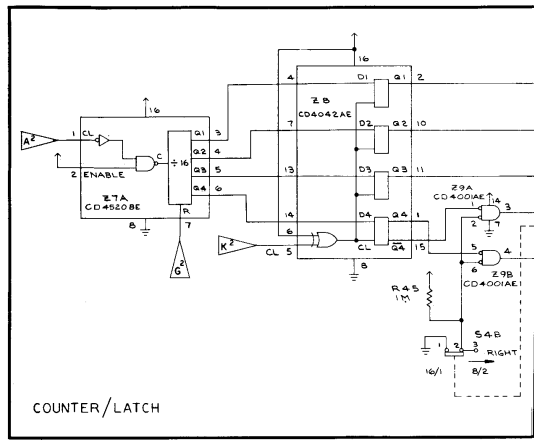 16
16
4
D1
Q1
2
Z8
CD4042AE
1
CL
Q1
3
7
D2
Q2
10
A2
C
÷16
Q2
4
2
ENABLE
Q3
5
13
D3
Q3
11
Z7A
CD4520BE
Q4
6
Z9A
CD4001AE
R
14
D4
Q4
1
1
14
3
8
7
6
2
7
K2
CL
5
CL
Q4
15
5
4
G2
8
6
Z9B
CD4001AE
R45
1M
S4B
1
2
3
RIGHT
16/1
8/2
COUNTER/LATCH